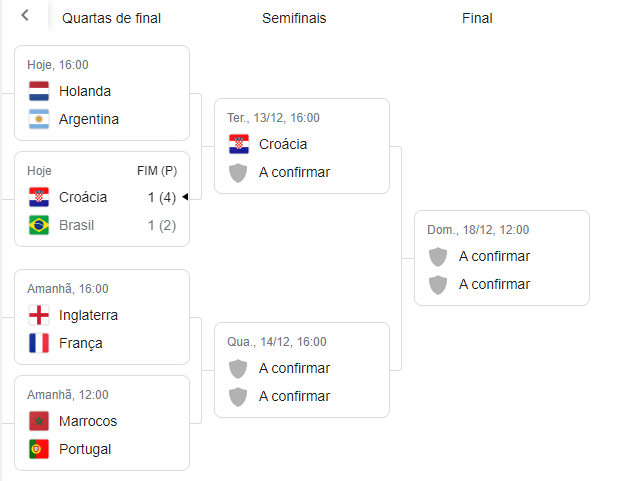 Quartas de final
Semifinais
Final
Hoje, 16:00
Holanda
Argentina
Hoje FIM (P)
Croácia 1 (4)
Brasil 1 (2)
Amanhã, 16:00
Inglaterra
França
Amanhã, 12:00
Marrocos
Portugal
Ter., 13/12, 16:00
Croácia
A confirmar
Qua., 14/12, 16:00
A confirmar
A confirmar
Dom., 18/12, 12:00
A confirmar
A confirmar